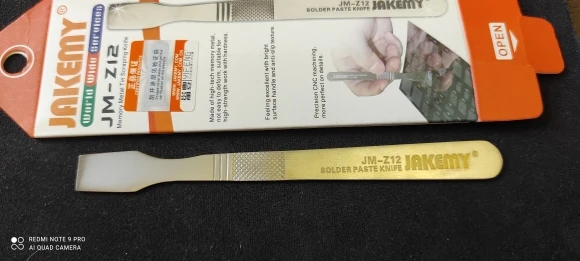 JM-Z12
SOLDER PASTE KNIFE JAKEMY
JAKEMY
World Wide Services
JM-Z12
Memory Metal Tin Scraping Knife
Made of high-tech memory metal,
not easy to deform, suitable for
high-strength work with hardness.
Feeling excellent with bright
surface handle and anti-slip texture.
Precision CNC machining,
more perfect on details.
OPEN
JM-Z12
SOLDER PASTE KNIFE JAKEMY®
REDMI NOTE 9 PRO
AI QUAD CAMERA